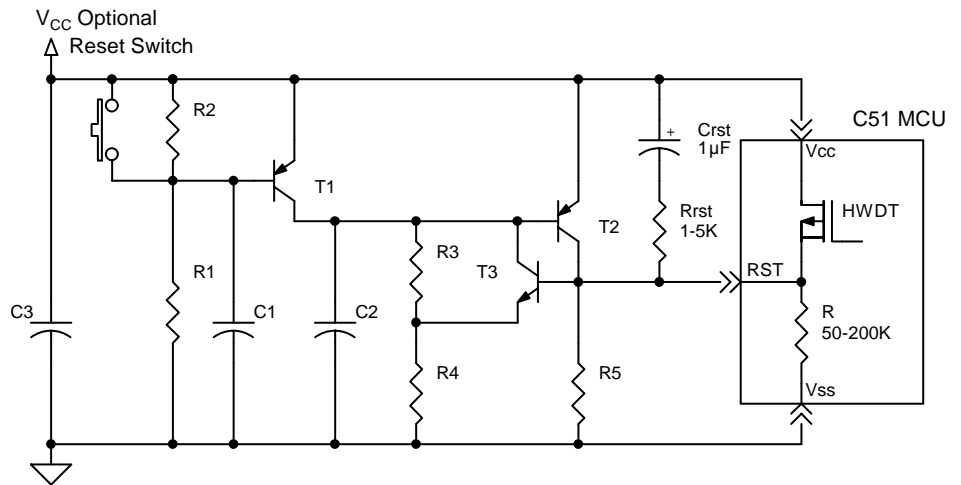 V_CC Optional
Reset Switch
R2
T1
Crst
+
1µF
Rrst
1-5K
C51 MCU
Vcc
HWDT
T2
R3
T3
RST
R1
C3
C1
C2
R
50-200K
R4
R5
Vss